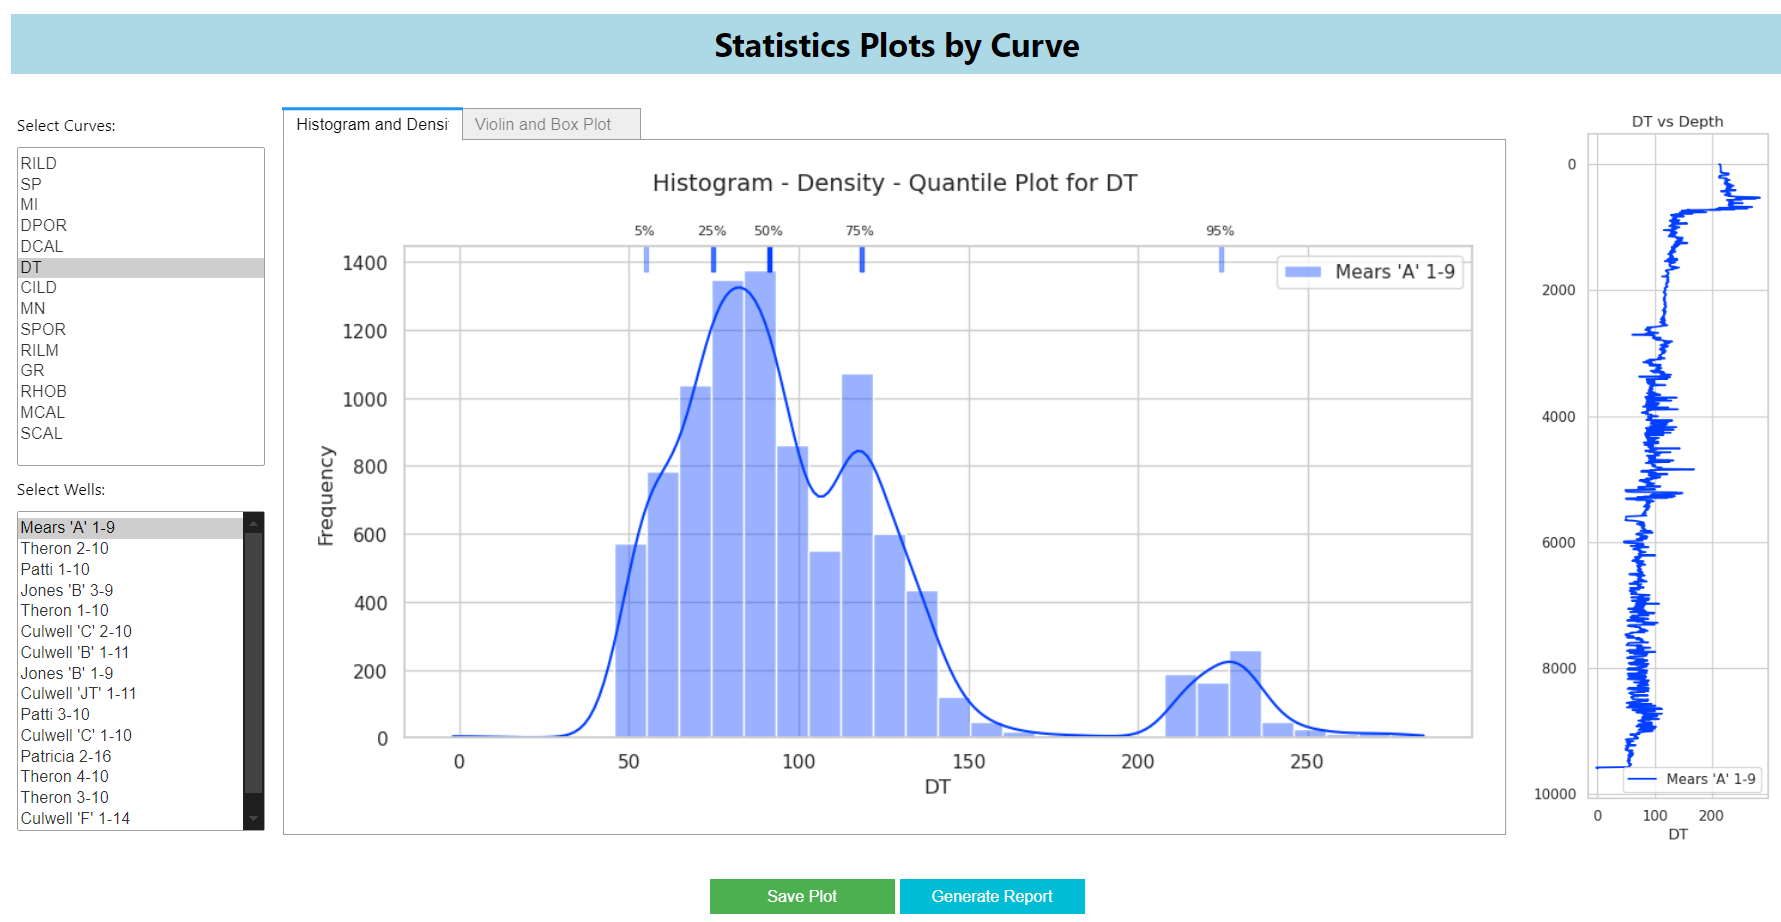 Statistics Plots by Curve
Select Curves:
RILD
SP
MI
DPOR
DCAL
DT
CILD
MN
SPOR
RILM
GR
RHOB
MCAL
SCAL
Select Wells:
Mears 'A' 1-9
Theron 2-10
Patti 1-10
Jones 'B' 3-9
Theron 1-10
Culwell 'C' 2-10
Culwell 'B' 1-11
Jones 'B' 1-9
Culwell 'JT' 1-11
Patti 3-10
Culwell 'C' 1-10
Patricia 2-16
Theron 4-10
Theron 3-10
Culwell 'F' 1-14
Histogram and Densi
Violin and Box Plot
Histogram - Density - Quantile Plot for DT
5% 25% 50% 75% 95%
Mears 'A' 1-9
Frequency
1400
1200
1000
800
600
400
200
0
0 50 100 150 200 250
DT
DT vs Depth
0
2000
4000
6000
8000
10000
Mears 'A' 1-9
0 100 200
DT
Save Plot
Generate Report